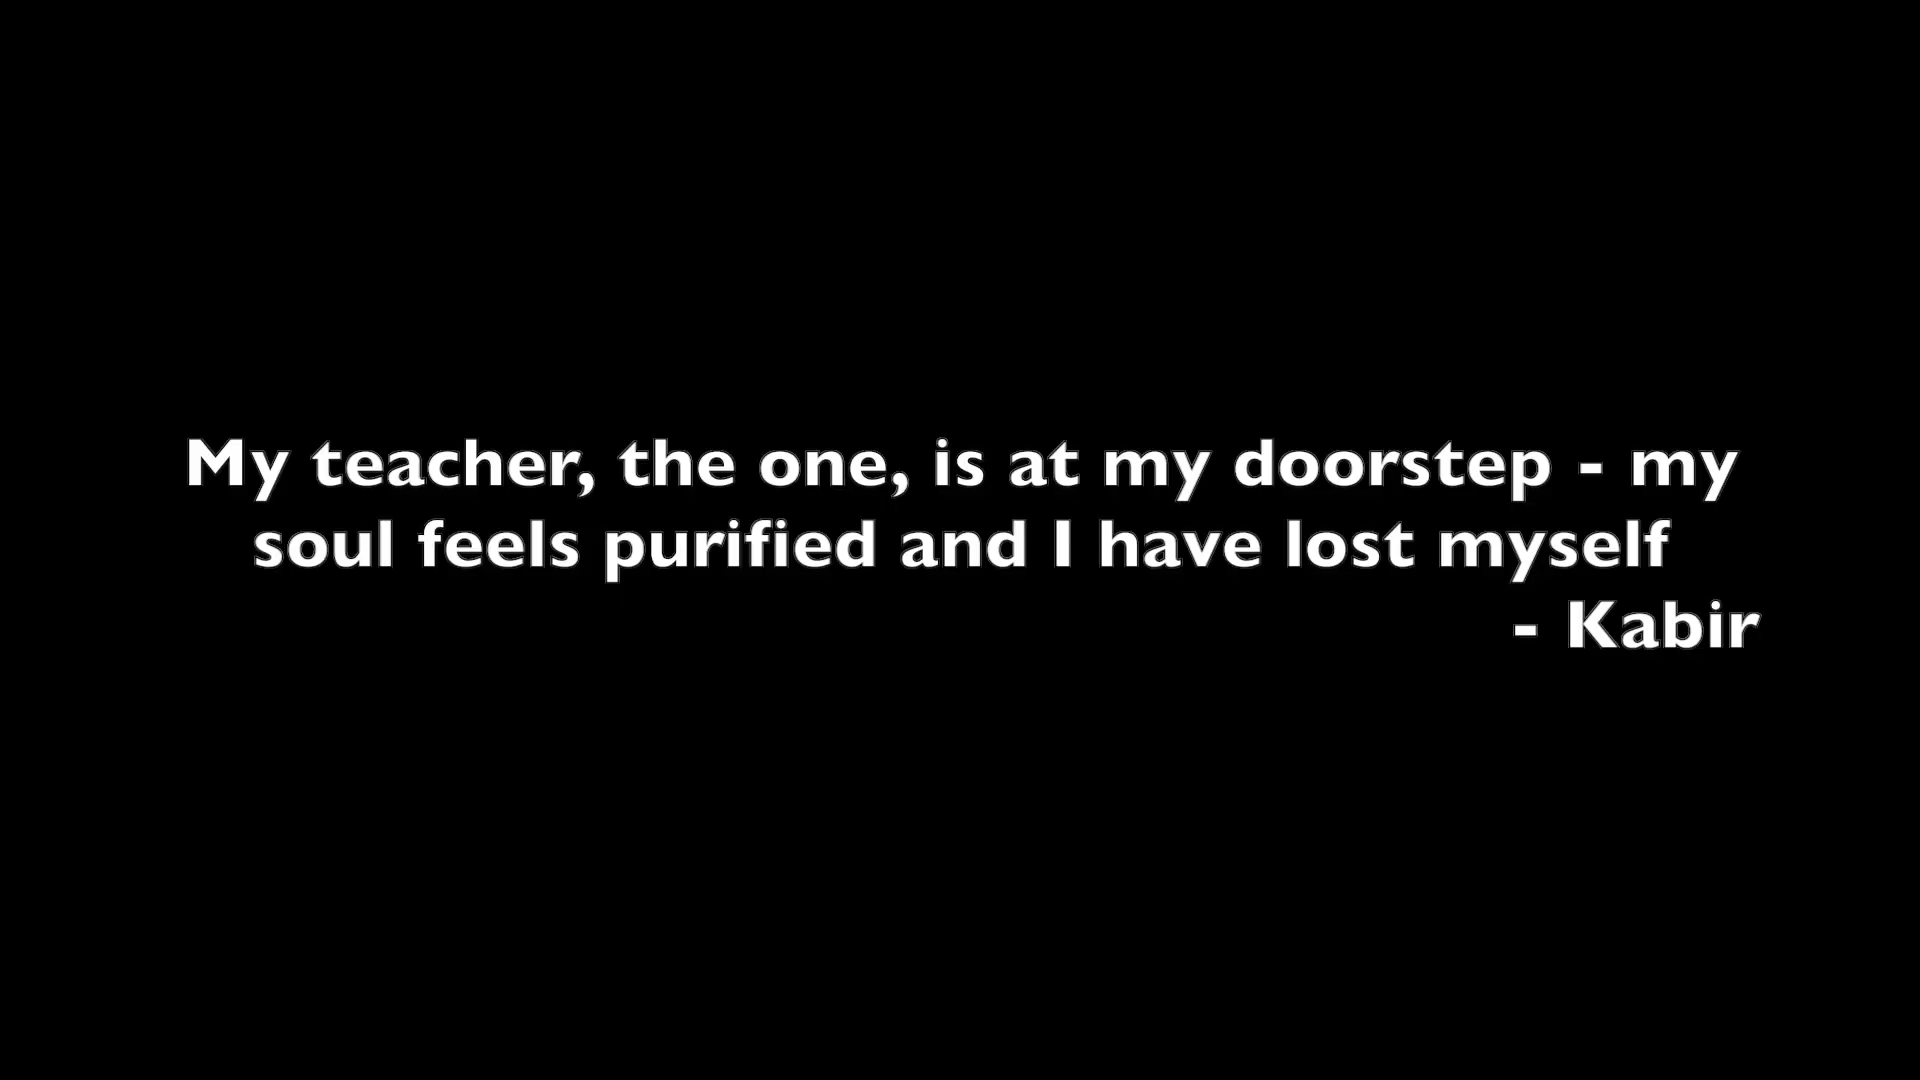 My teacher, the one, is at my doorstep - my
soul feels purified and I have lost myself
- Kabir